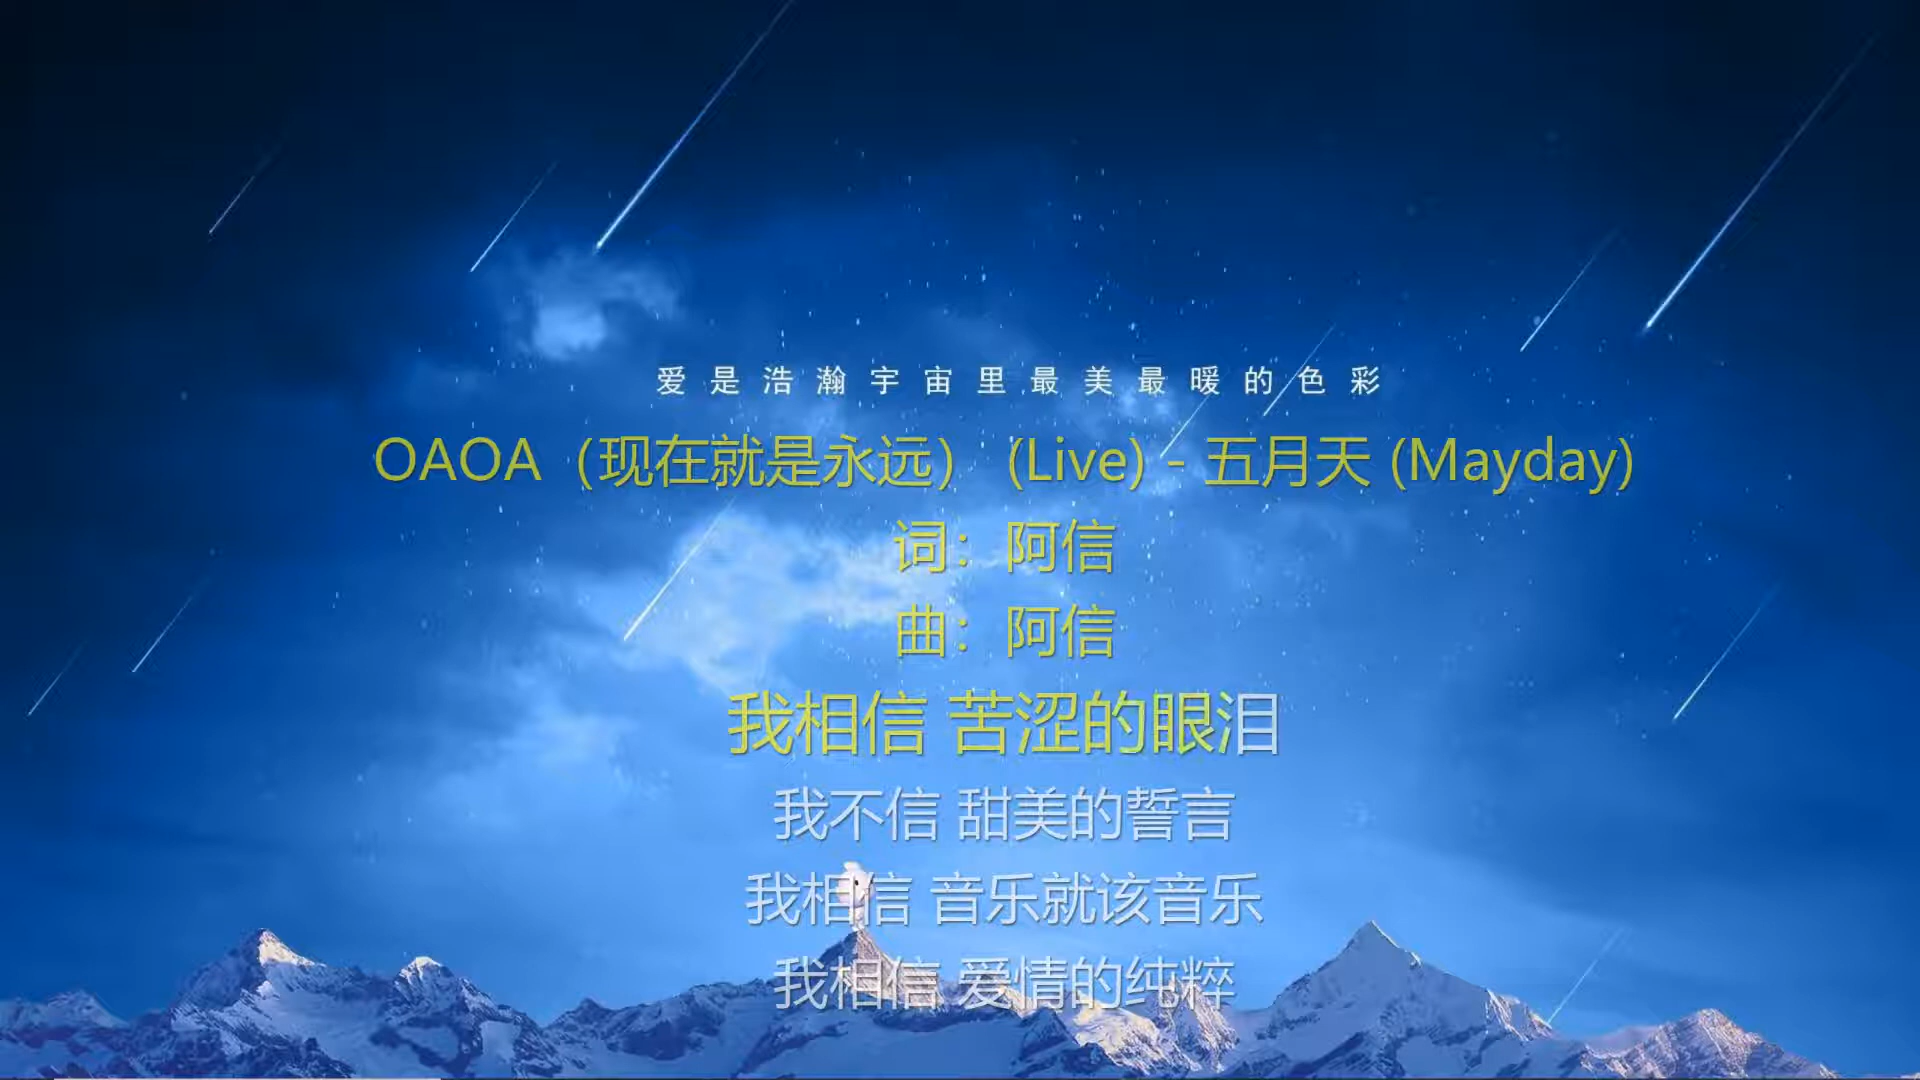 爱是浩瀚宇宙里最美最暖的色彩
OAOA（现在就是永远） (Live) - 五月天 (Mayday)
词：阿信
曲：阿信
我相信 苦涩的眼泪
我不信 甜美的誓言
我相信 音乐就该音乐
我相信 爱情的纯粹